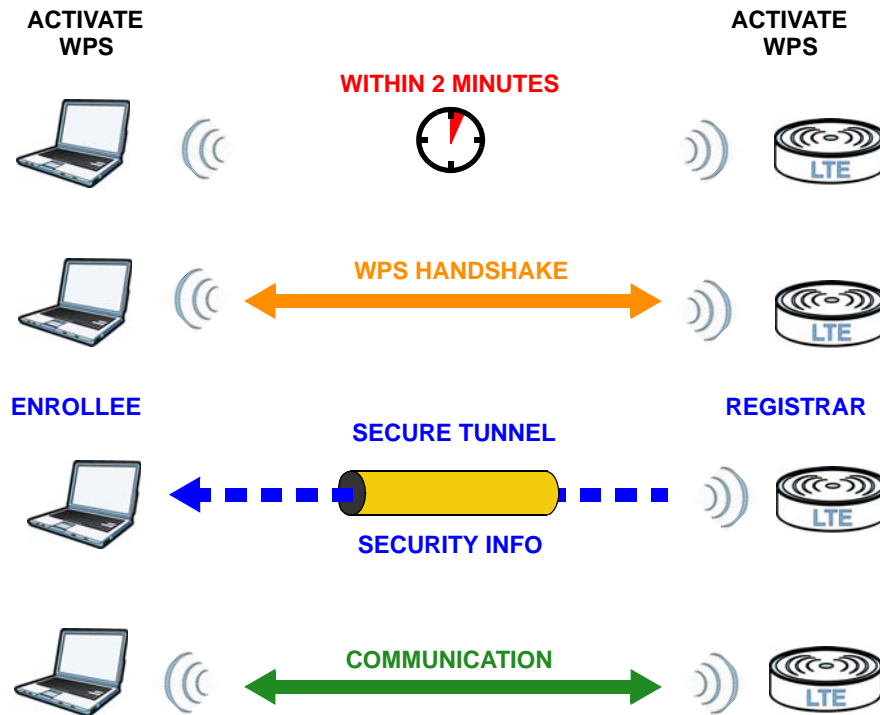 ACTIVATE
WPS
ACTIVATE
WPS
WITHIN 2 MINUTES
LTE
WPS HANDSHAKE
LTE
ENROLLEE
REGISTRAR
SECURE TUNNEL
LTE
SECURITY INFO
COMMUNICATION
LTE